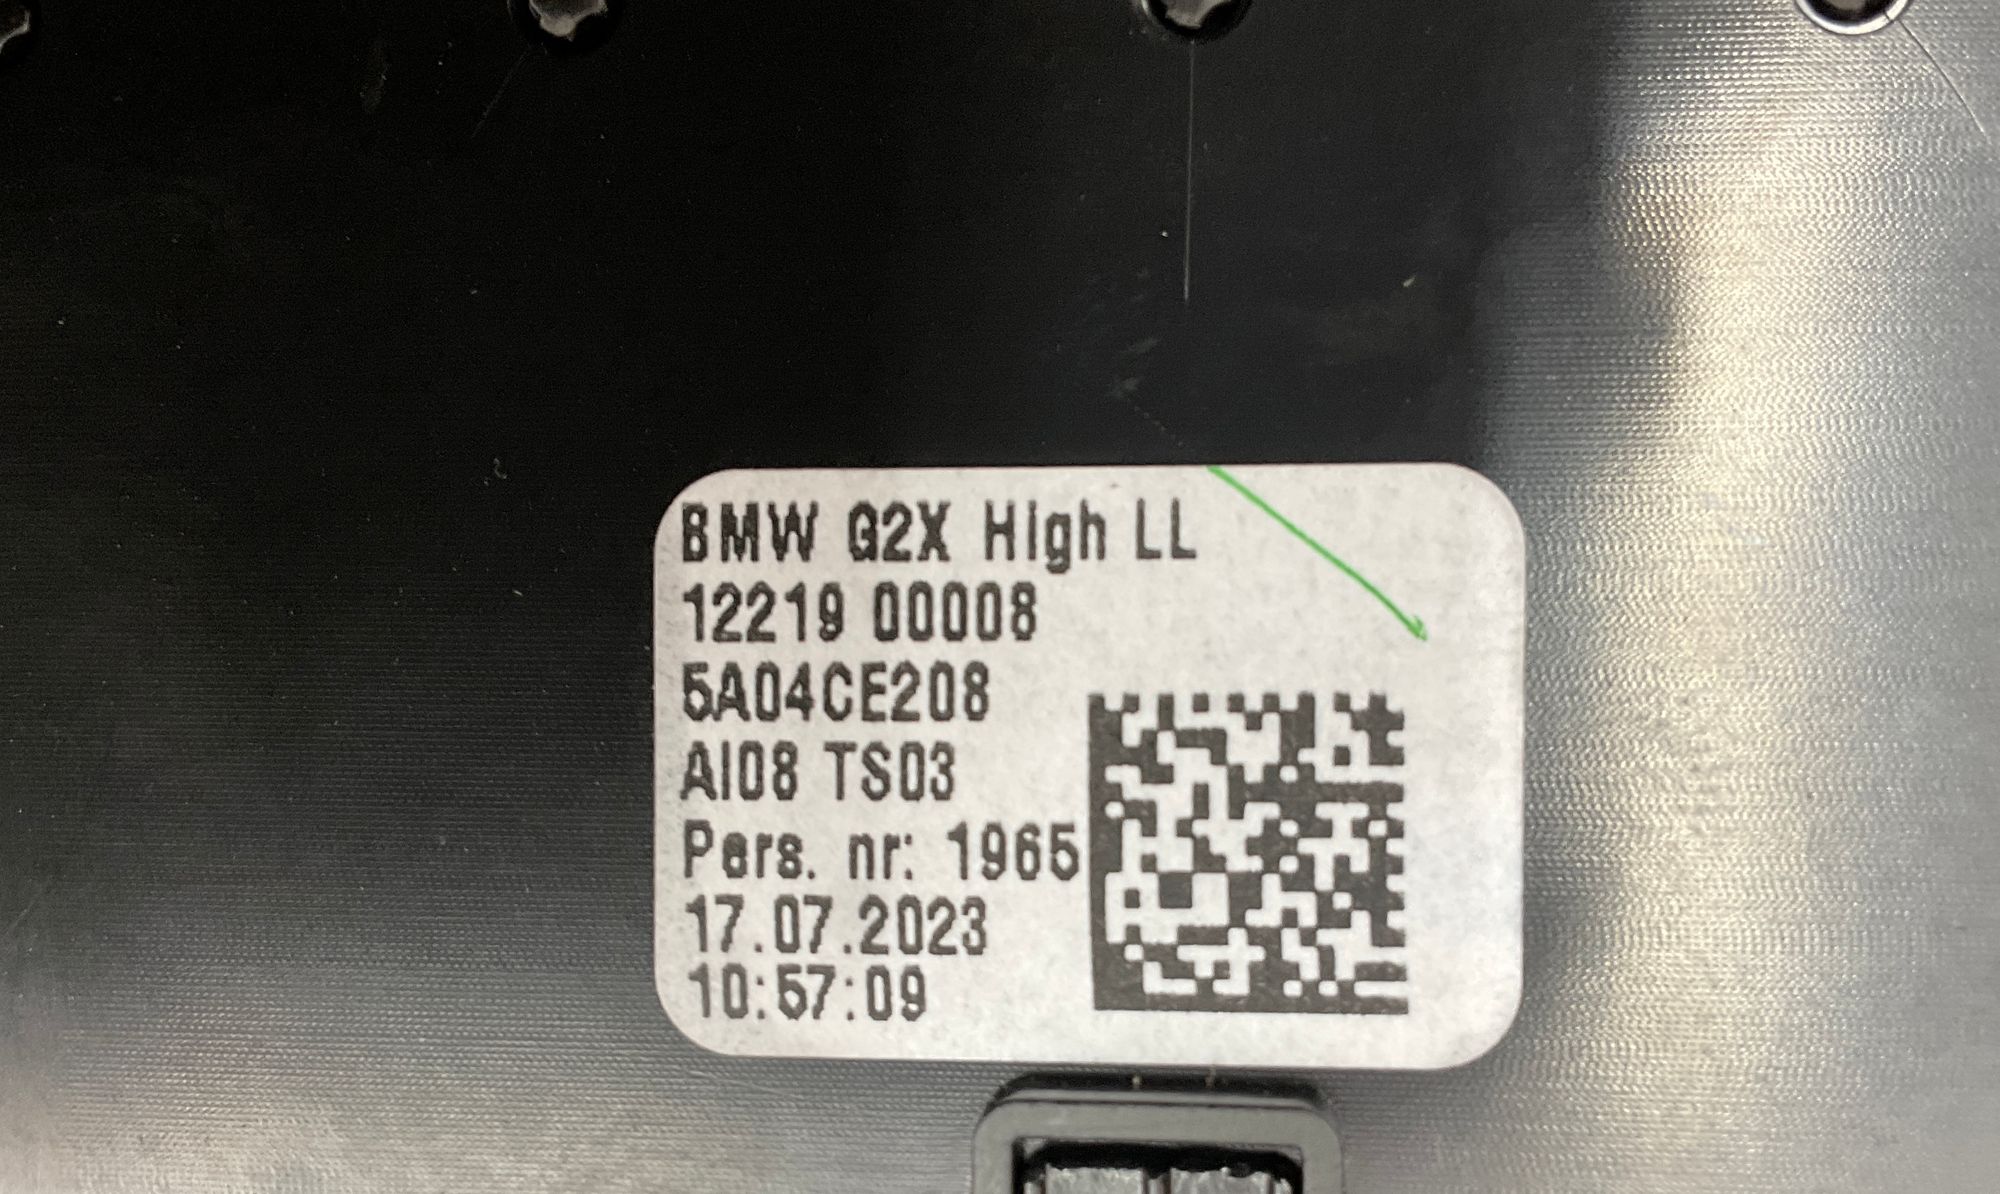 BMW G2X High LL
12219 00008
5A04CE208
AI08 TS03
Pers. nr: 1965
17.07.2023
10:57:09